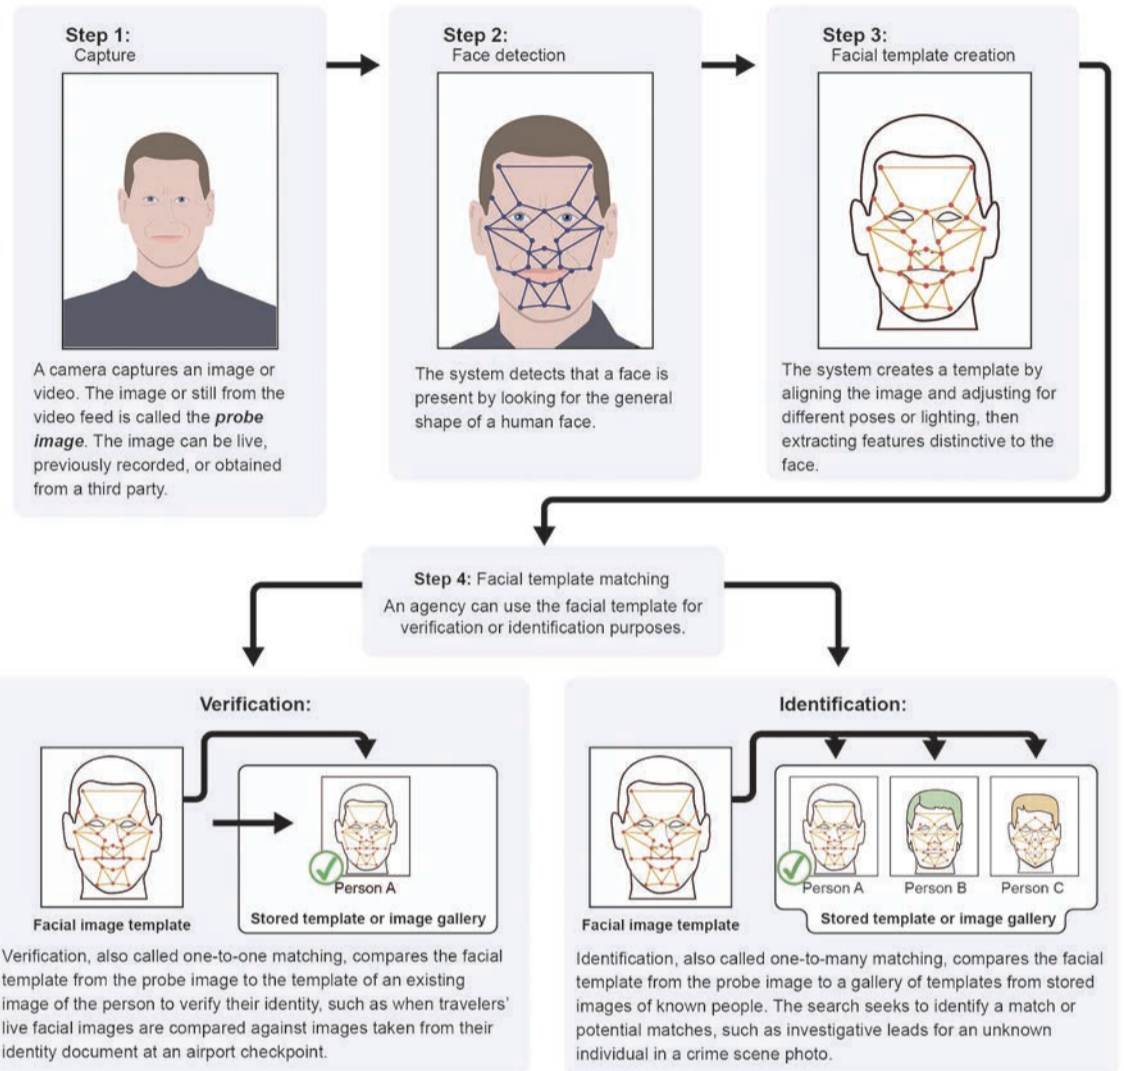 Step 1:
Capture
A camera captures an image or
video. The image or still from the
video feed is called the probe
image. The image can be live,
previously recorded, or obtained
from a third party.
Step 2:
Face detection
The system detects that a face is
present by looking for the general
shape of a human face.
Step 3:
Facial template creation
The system creates a template by
aligning the image and adjusting for
different poses or lighting, then
extracting features distinctive to the
face.
Step 4: Facial template matching
An agency can use the facial template for
verification or identification purposes.
Verification:
Person A
Facial image template
Stored template or image gallery
Verification, also called one-to-one matching, compares the facial
template from the probe image to the template of an existing
image of the person to verify their identity, such as when travelers'
live facial images are compared against images taken from their
identity document at an airport checkpoint.
Identification:
Person A
Person B
Person C
Facial image template
Stored template or image gallery
Identification, also called one-to-many matching, compares the facial
template from the probe image to a gallery of templates from stored
images of known people. The search seeks to identify a match or
potential matches, such as investigative leads for an unknown
individual in a crime scene photo.